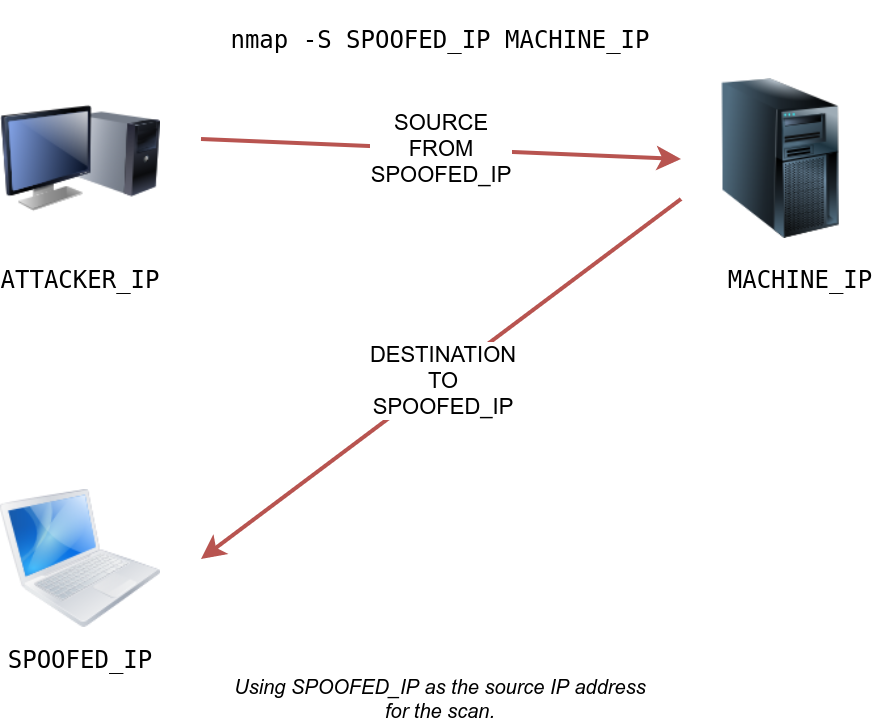 nmap -S SPOOFED_IP MACHINE_IP
SOURCE
FROM
SPOOFED_IP
ATTACKER_IP
MACHINE_IP
DESTINATION
TO
SPOOFED_IP
SPOOFED_IP
Using SPOOFED_IP as the source IP address
for the scan.